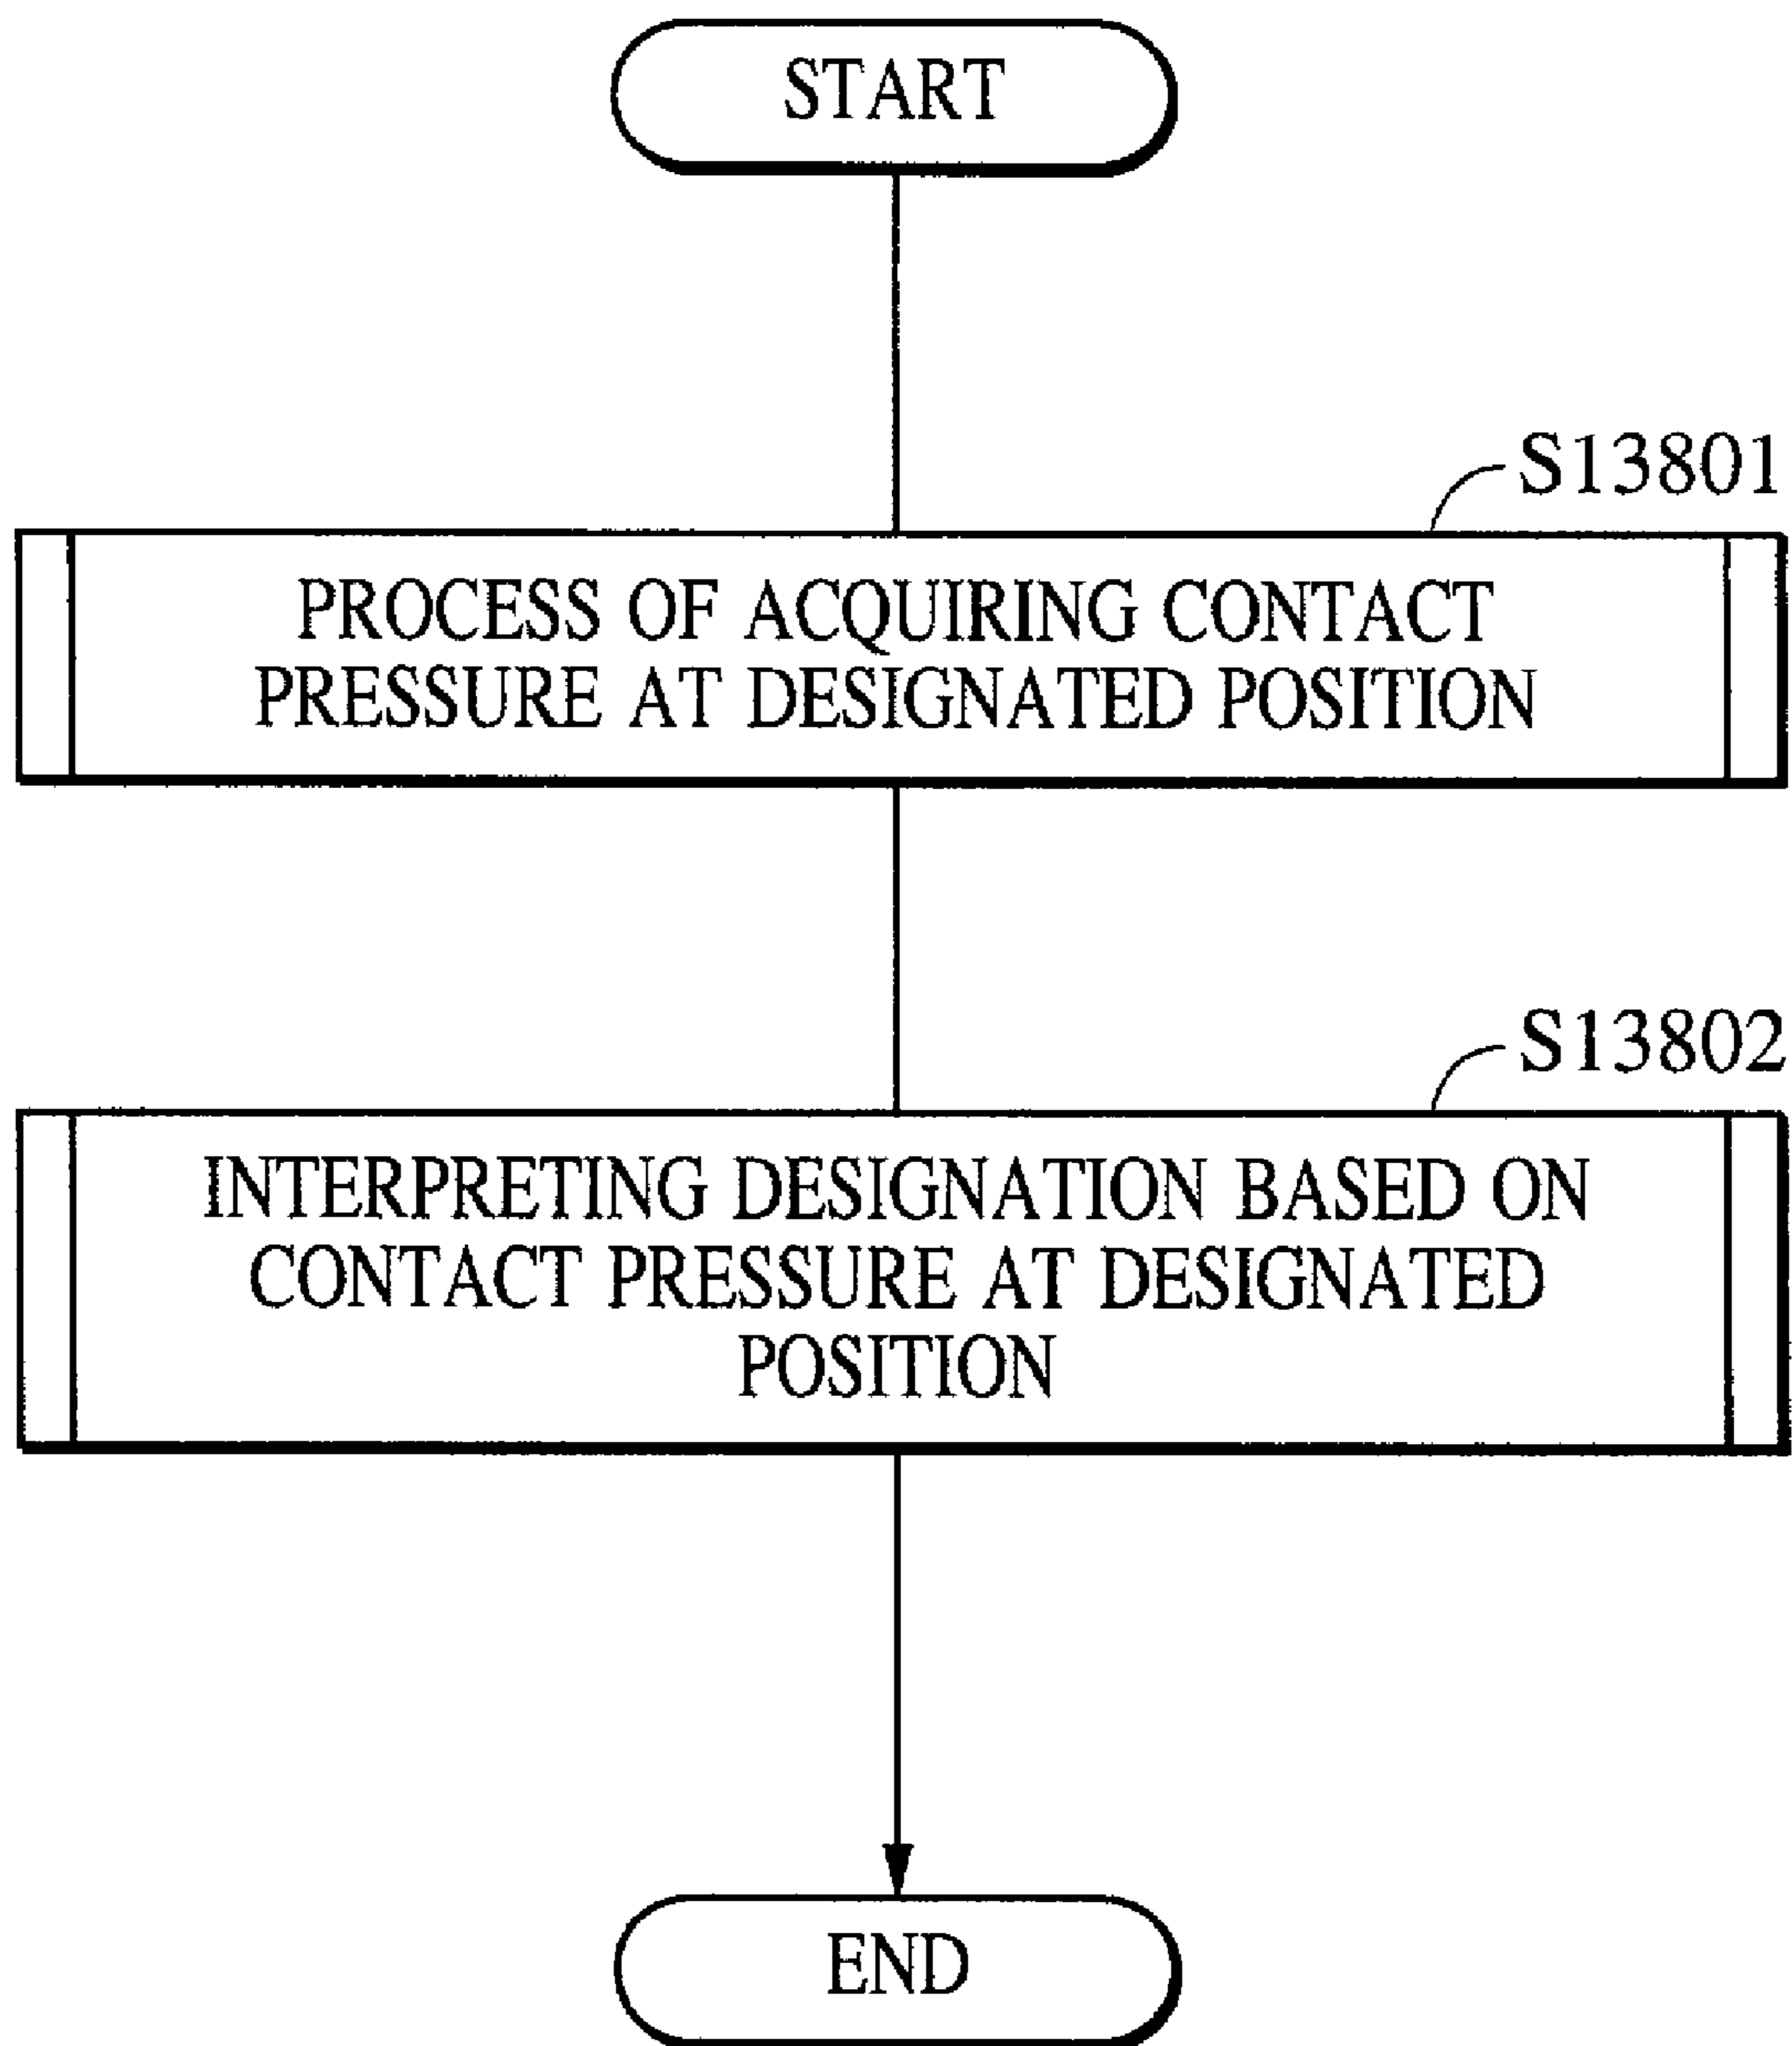 START
S13801
PROCESS OF ACQUIRING CONTACT
PRESSURE AT DESIGNATED POSITION
S13802
INTERPRETING DESIGNATION BASED ON
CONTACT PRESSURE AT DESIGNATED
POSITION
END